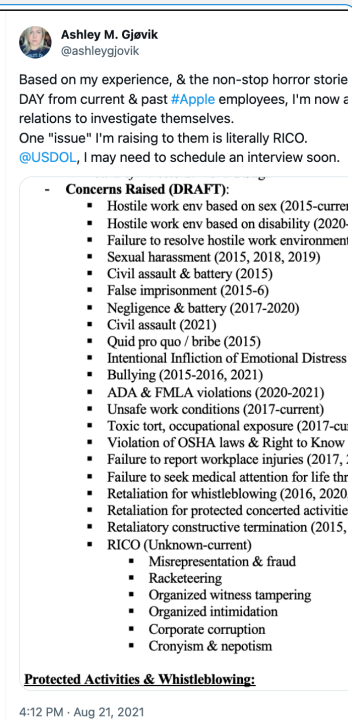 Ashley M. Gjøvik
@ashleygjovik
Based on my experience, & the non-stop horror storie
DAY from current & past #Apple employees, I'm now a
relations to investigate themselves.
One "issue" I'm raising to them is literally RICO.
@USDOL, I may need to schedule an interview soon.
- Concerns Raised (DRAFT):
▪ Hostile work env based on sex (2015-curren
▪ Hostile work env based on disability (2020-
▪ Failure to resolve hostile work environment
▪ Sexual harassment (2015, 2018, 2019)
▪ Civil assault & battery (2015)
▪ False imprisonment (2015-6)
▪ Negligence & battery (2017-2020)
▪ Civil assault (2021)
▪ Quid pro quo / bribe (2015)
▪ Intentional Infliction of Emotional Distress
▪ Bullying (2015-2016, 2021)
▪ ADA & FMLA violations (2020-2021)
▪ Unsafe work conditions (2017-current)
▪ Toxic tort, occupational exposure (2017-cu
▪ Violation of OSHA laws & Right to Know
▪ Failure to report workplace injuries (2017,
▪ Failure to seek medical attention for life thr
▪ Retaliation for whistleblowing (2016, 2020
▪ Retaliation for protected concerted activitie
▪ Retaliatory constructive termination (2015,
▪ RICO (Unknown-current)
▪ Misrepresentation & fraud
▪ Racketeering
▪ Organized witness tampering
▪ Organized intimidation
▪ Corporate corruption
▪ Cronyism & nepotism
Protected Activities & Whistleblowing:
4:12 PM · Aug 21, 2021